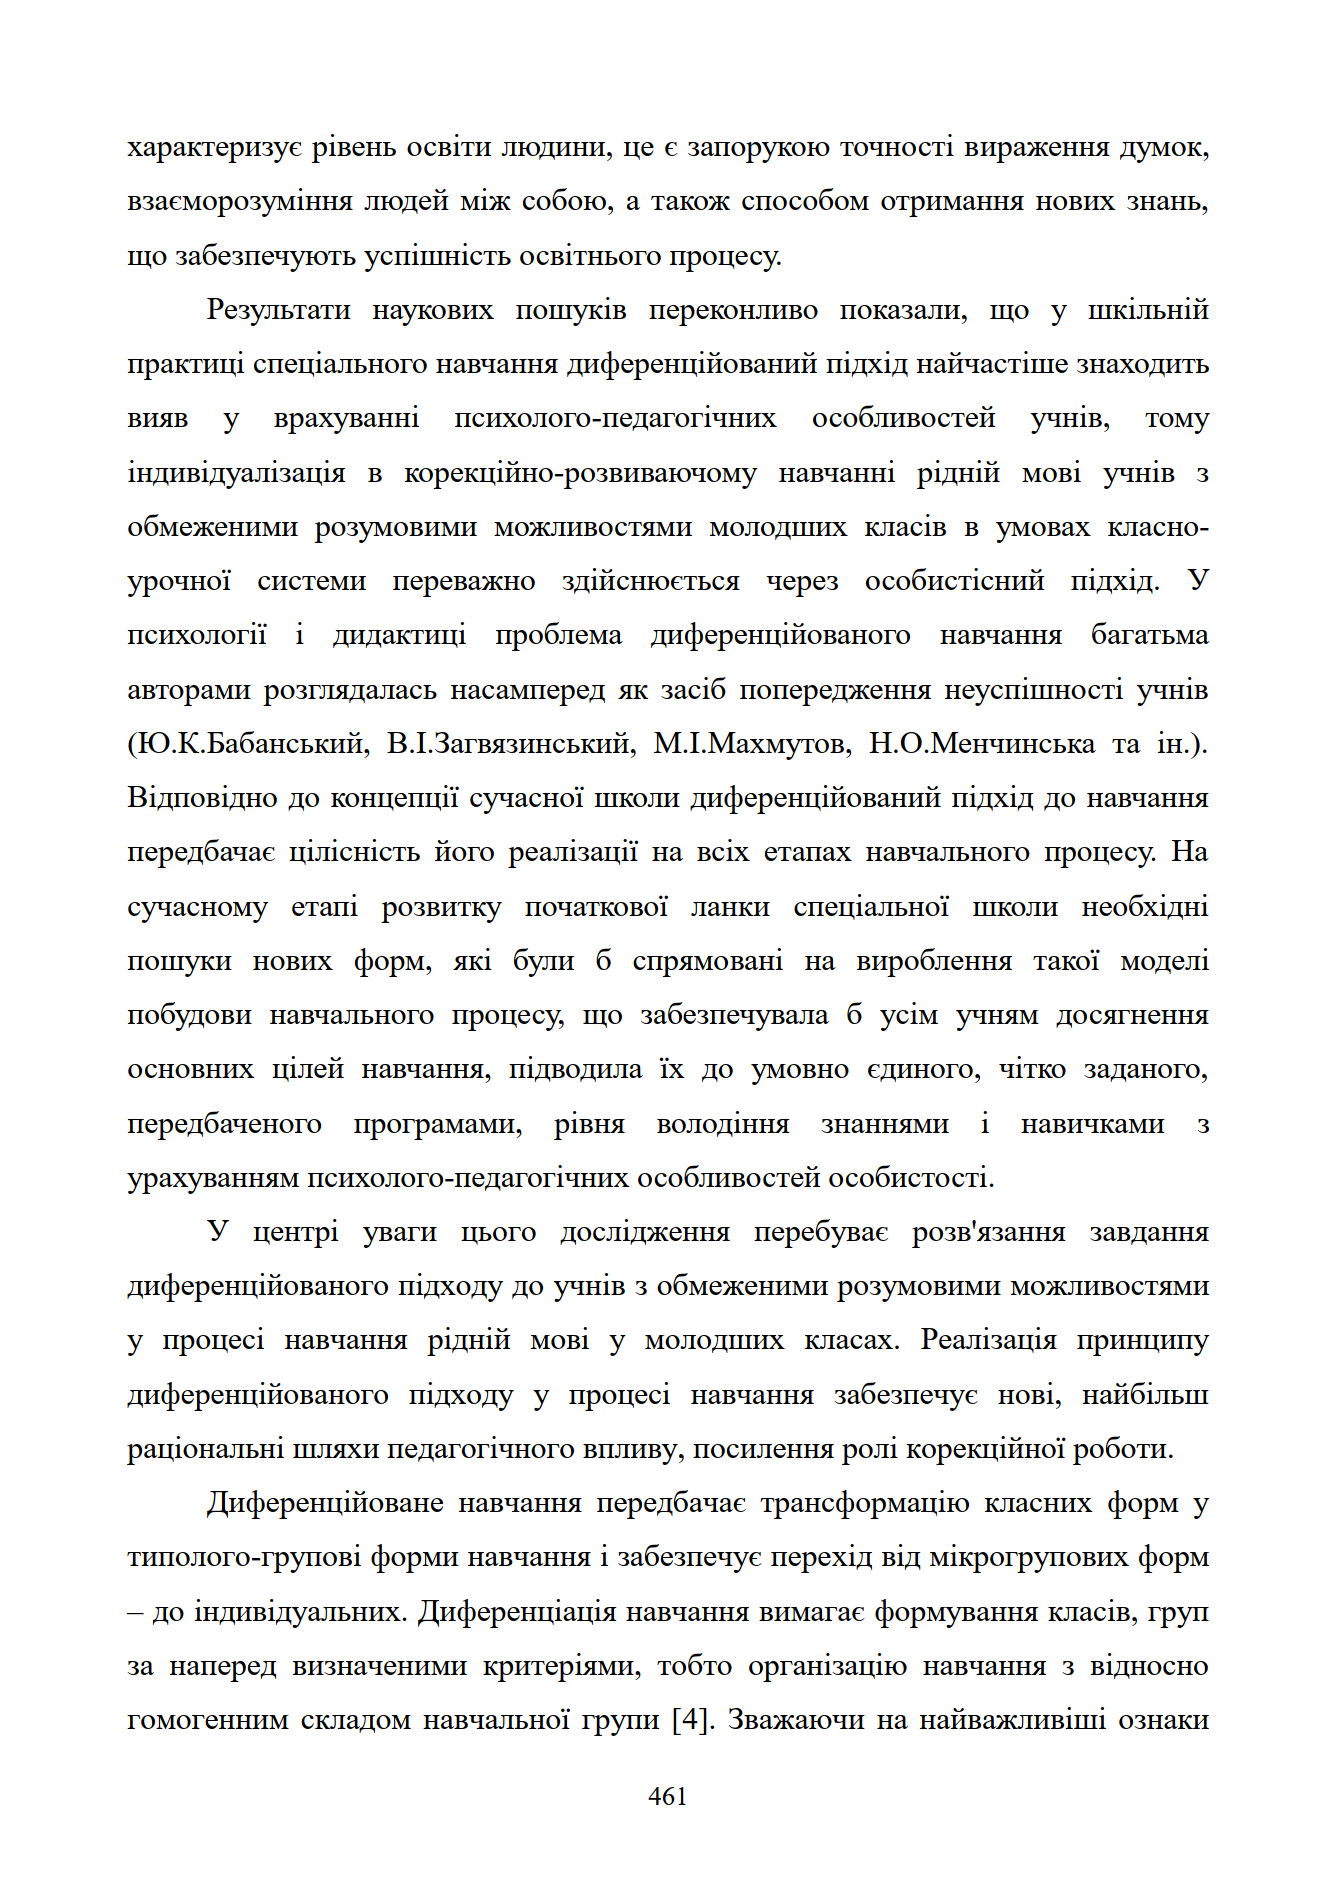 характеризує рівень освіти людини, це є запорукою точності вираження думок,
взаєморозуміння людей між собою, а також способом отримання нових знань,
що забезпечують успішність освітнього процесу.
Результати наукових пошуків переконливо показали, що у шкільній
практиці спеціального навчання диференційований підхід найчастіше знаходить
вияв у врахуванні психолого-педагогічних особливостей учнів, тому
індивідуалізація в корекційно-розвиваючому навчанні рідній мові учнів з
обмеженими розумовими можливостями молодших класів в умовах класно-
урочної системи переважно здійснюється через особистісний підхід. У
психології і дидактиці проблема диференційованого навчання багатьма
авторами розглядалась насамперед як засіб попередження неуспішності учнів
(Ю.К.Бабанський, В.І.Загвязинський, М.І.Махмутов, Н.О.Менчинська та ін.).
Відповідно до концепції сучасної школи диференційований підхід до навчання
передбачає цілісність його реалізації на всіх етапах навчального процесу. На
сучасному етапі розвитку початкової ланки спеціальної школи необхідні
пошуки нових форм, які були б спрямовані на вироблення такої моделі
побудови навчального процесу, що забезпечувала б усім учням досягнення
основних цілей навчання, підводила їх до умовно єдиного, чітко заданого,
передбаченого програмами, рівня володіння знаннями і навичками з
урахуванням психолого-педагогічних особливостей особистості.
У центрі уваги цього дослідження перебуває розв'язання завдання
диференційованого підходу до учнів з обмеженими розумовими можливостями
у процесі навчання рідній мові у молодших класах. Реалізація принципу
диференційованого підходу у процесі навчання забезпечує нові, найбільш
раціональні шляхи педагогічного впливу, посилення ролі корекційної роботи.
Диференційоване навчання передбачає трансформацію класних форм у
типолого-групові форми навчання і забезпечує перехід від мікрогрупових форм
– до індивідуальних. Диференціація навчання вимагає формування класів, груп
за наперед визначеними критеріями, тобто організацію навчання з відносно
гомогенним складом навчальної групи [4]. Зважаючи на найважливіші ознаки
461